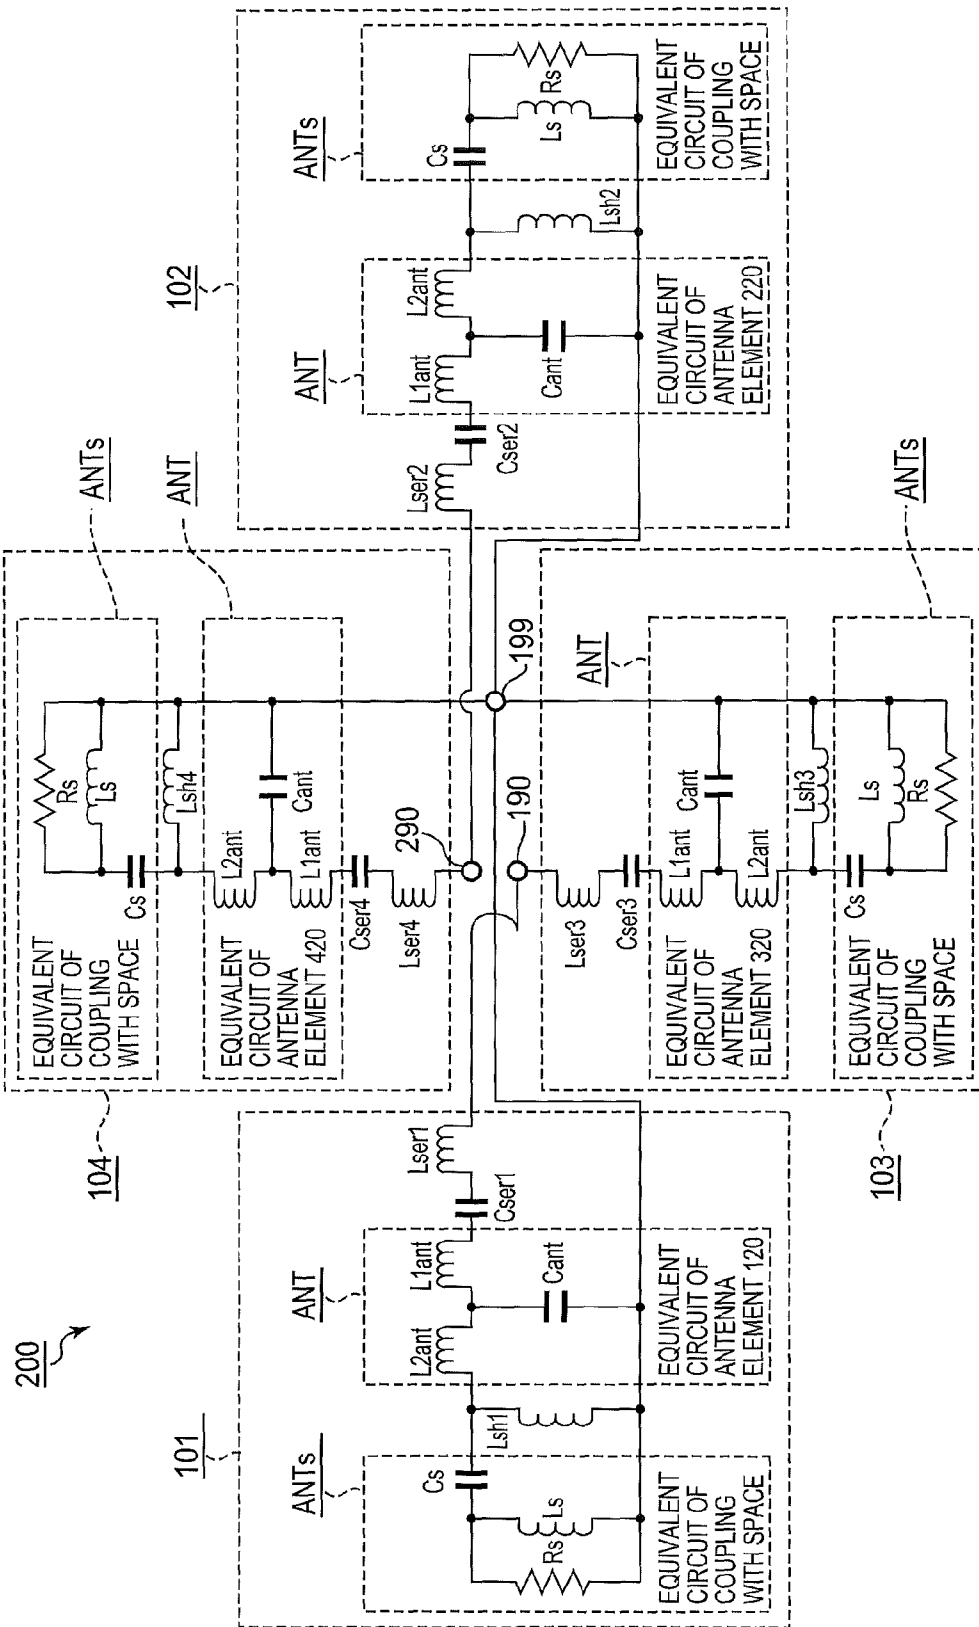 200
101
ANTs
Cs
Ls
Rs
EQUIVALENT
CIRCUIT OF
COUPLING
WITH SPACE
Lsh1
ANT
L2ant
L1ant
Cant
EQUIVALENT
CIRCUIT OF
ANTENNA
ELEMENT 120
Cser1
Lser1
104
ANTs
Rs
Ls
Cs
EQUIVALENT
CIRCUIT OF
COUPLING
WITH SPACE
Lsh4
ANT
L2ant
Cant
L1ant
EQUIVALENT
CIRCUIT OF
ANTENNA
ELEMENT 420
Cser4
Lser4
290
190
199
103
Lser3
Cser3
ANT
L1ant
Cant
L2ant
EQUIVALENT
CIRCUIT OF
ANTENNA
ELEMENT 320
Lsh3
ANTs
Cs
Ls
Rs
EQUIVALENT
CIRCUIT OF
COUPLING
WITH SPACE
102
Lser2
Cser2
ANT
L1ant
L2ant
Cant
EQUIVALENT
CIRCUIT OF
ANTENNA
ELEMENT 220
Lsh2
ANTs
Cs
Ls
Rs
EQUIVALENT
CIRCUIT OF
COUPLING
WITH SPACE